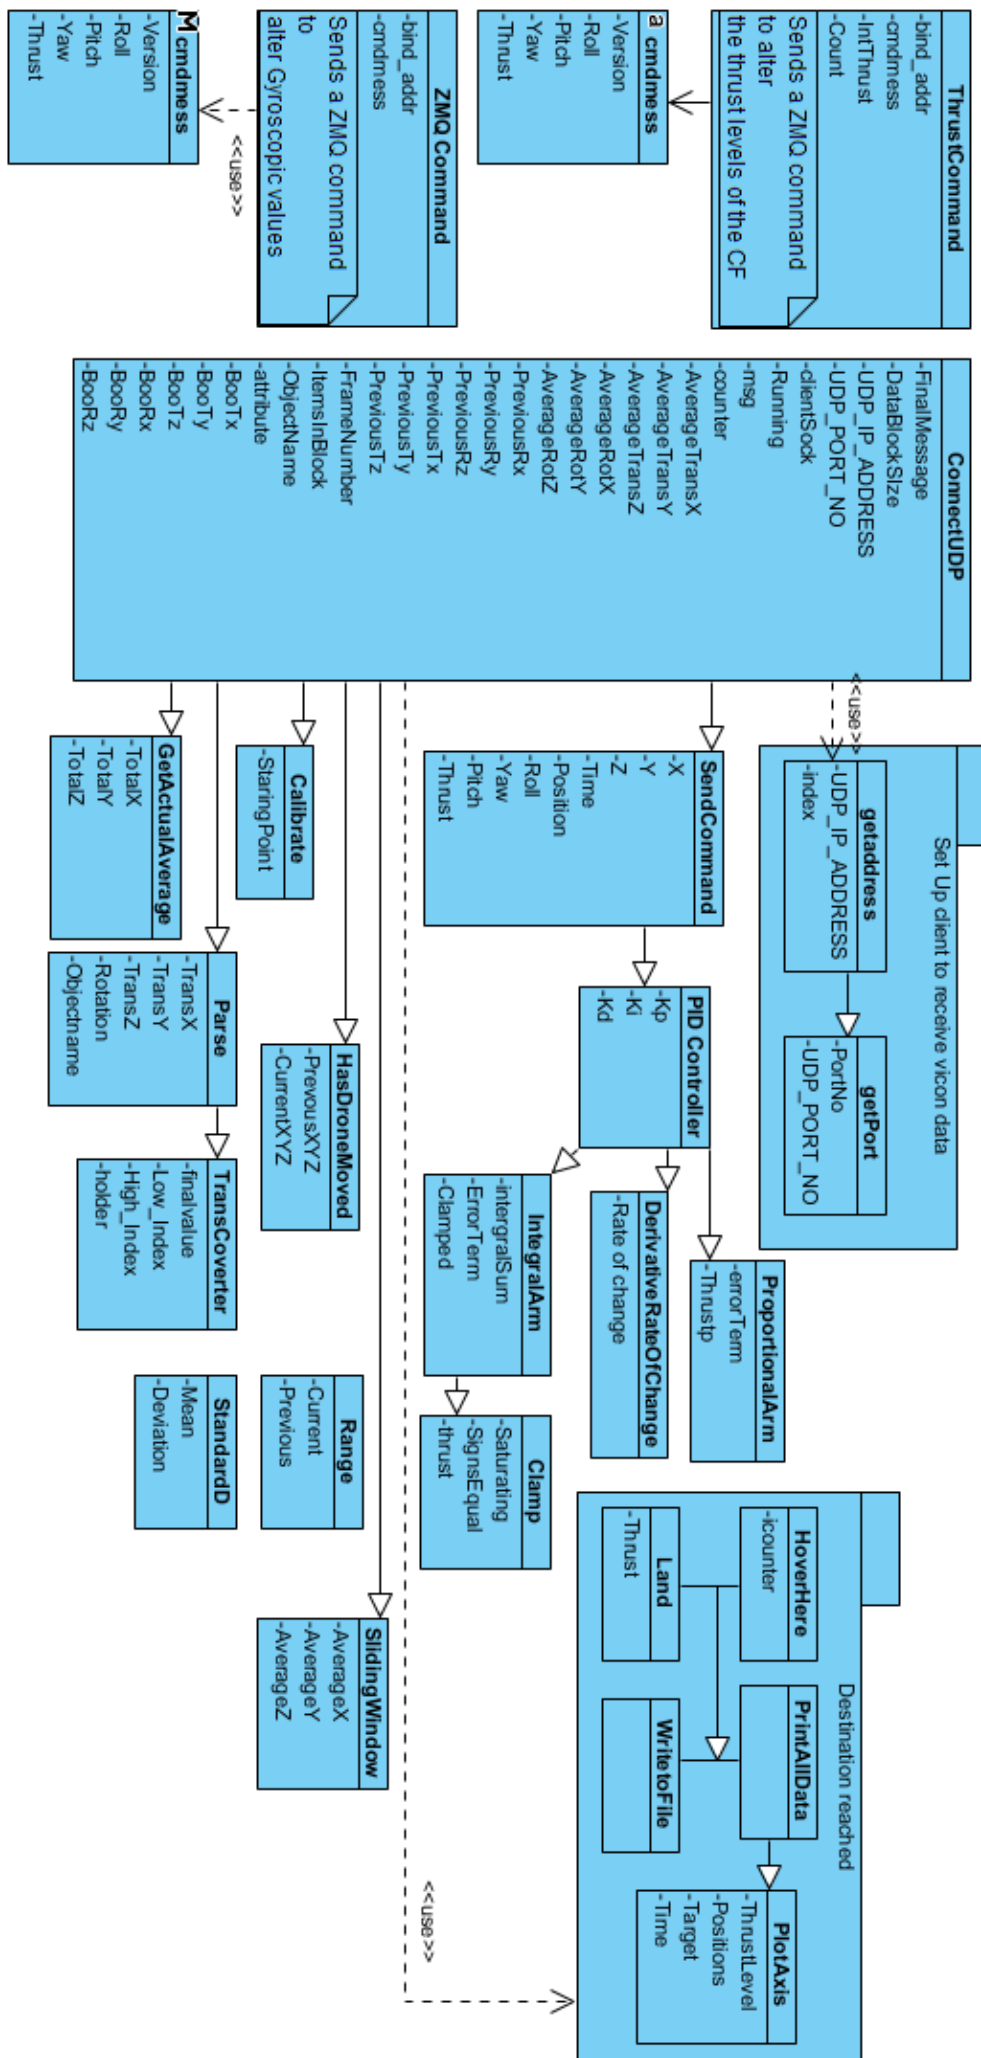 ThrustCommand
-bind_addr
-cmdmess
-IntThrust
-Count
Sends a ZMQ command
to alter
the thrust levels of the CF
a cmdmess
-Version
-Roll
-Pitch
-Yaw
-Thrust
ZMQ Command
-bind_addr
-cmdmess
Sends a ZMQ command
to
alter Gyroscopic values
<<use>>
M cmdmess
-Version
-Roll
-Pitch
-Yaw
-Thrust
ConnectUDP
-FinalMessage
-DataBlockSIze
-UDP_IP_ADDRESS
-UDP_PORT_NO
-clientSock
-Running
-msg
-counter
-AverageTransX
-AverageTransY
-AverageTransZ
-AverageRotX
-AverageRotY
-AverageRotZ
-PreviousRx
-PreviousRy
-PreviousRz
-PreviousTx
-PreviousTy
-PreviousTz
-FrameNumber
-ItemsInBlock
-ObjectName
-attribute
-BooTx
-BooTy
-BooTz
-BooRx
-BooRy
-BooRz
<<use>>
Set Up client to receive vicon data
getaddress
-UDP_IP_ADDRESS
-index
getPort
-PortNo
-UDP_PORT_NO
SendCommand
-X
-Y
-Z
-Time
-Position
-Roll
-Yaw
-Pitch
-Thrust
PID Controller
-Kp
-Ki
-Kd
ProportionalArm
-errorTerm
-Thrustp
DerivativeRateOfChange
-Rate of change
IntegralArm
-intergralSum
-ErrorTerm
-Clamped
Clamp
-Saturating
-SignsEqual
-thrust
Calibrate
-StaringPoint
GetActualAverage
-TotalX
-TotalY
-TotalZ
Parse
-TransX
-TransY
-TransZ
-Rotation
-Objectname
HasDroneMoved
-PrevousXYZ
-CurrentXYZ
TransCoverter
-finalvalue
-Low_Index
-High_Index
-holder
Range
-Current
-Previous
StandardD
-Mean
-Deviation
SlidingWindow
-AverageX
-AverageY
-AverageZ
<<use>>
Destination reached
HoverHere
-icounter
PrintAllData
PlotAxis
-ThrustLevel
-Positions
-Target
-Time
Land
-Thrust
WritetoFile